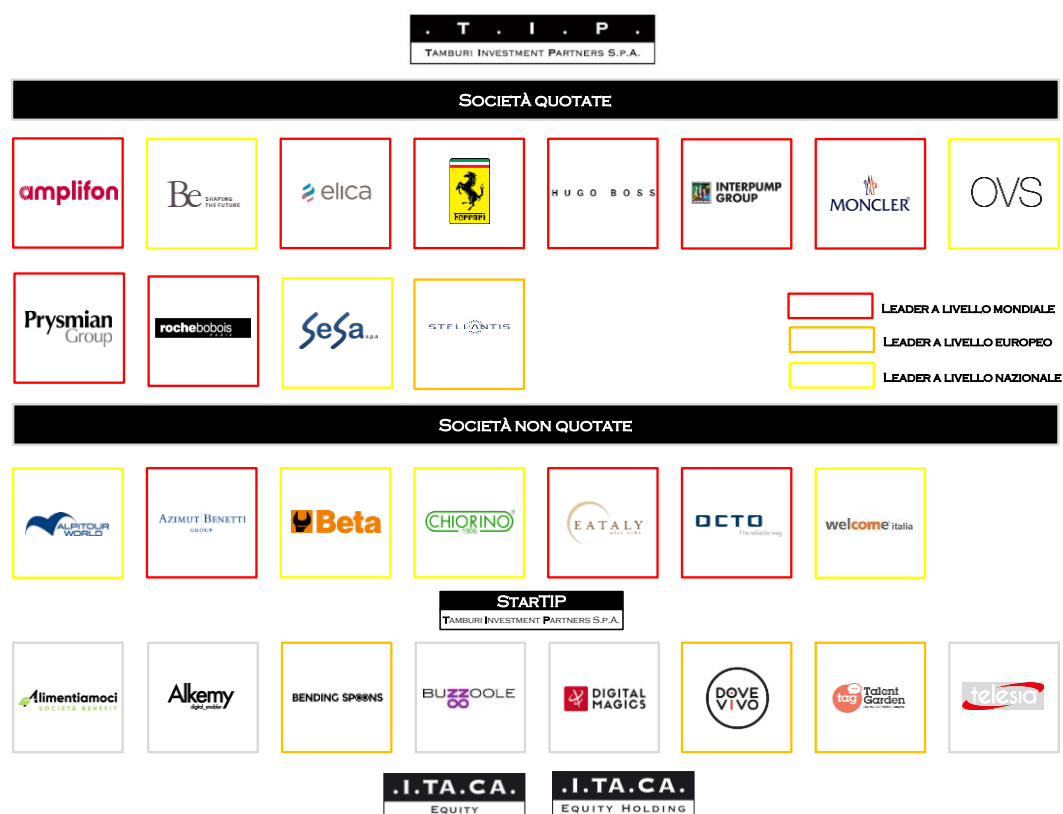 . T . I . P .
TAMBURI INVESTMENT PARTNERS S.P.A.
SOCIETÀ QUOTATE
amplifon
Be SHAPING
THE FUTURE
elica
Ferrari
HUGO BOSS
INTERPUMP
GROUP
MONCLER
OVS
Prysmian
Group
rochebobois
PARIS
SeSa s.p.a
STELLANTIS
LEADER A LIVELLO MONDIALE
LEADER A LIVELLO EUROPEO
LEADER A LIVELLO NAZIONALE
SOCIETÀ NON QUOTATE
ALPITOUR
WORLD
AZIMUT|BENETTI
GROUP
Beta
CHIORINO®
1906
EATALY
OCTO
The reliable way
welcome italia
STARTIP
TAMBURI INVESTMENT PARTNERS S.P.A.
Alimentiamoci
SOCIETÀ BENEFIT
Alkemy
digital_enabler
BENDING SPOONS
BUZZOOLE
DIGITAL
MAGICS
DOVE
VIVO
tag Talent
Garden
telesia
.I.TA.CA.
EQUITY
.I.TA.CA.
EQUITY HOLDING